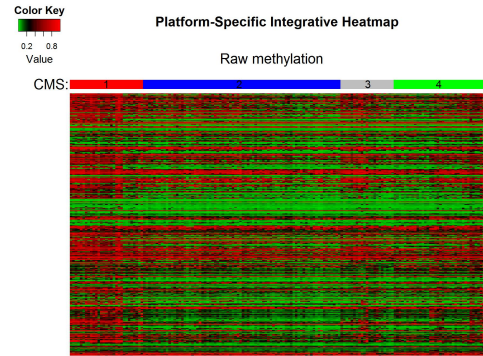 Color Key
0.2 0.8
Value
Platform-Specific Integrative Heatmap
Raw methylation
CMS: 1 2 3 4